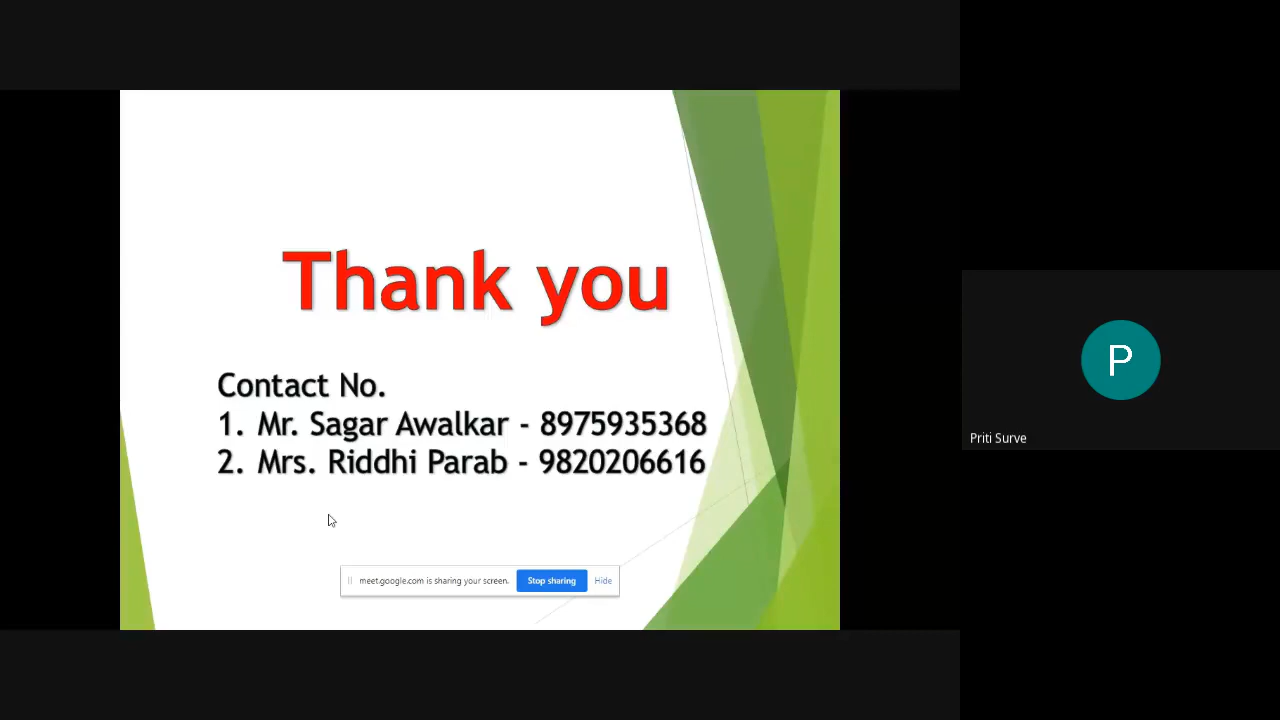 Thank you
Contact No.
1. Mr. Sagar Awalkar - 8975935368
2. Mrs. Riddhi Parab - 9820206616
meet.google.com is sharing your screen. Stop sharing Hide
P
Priti Surve